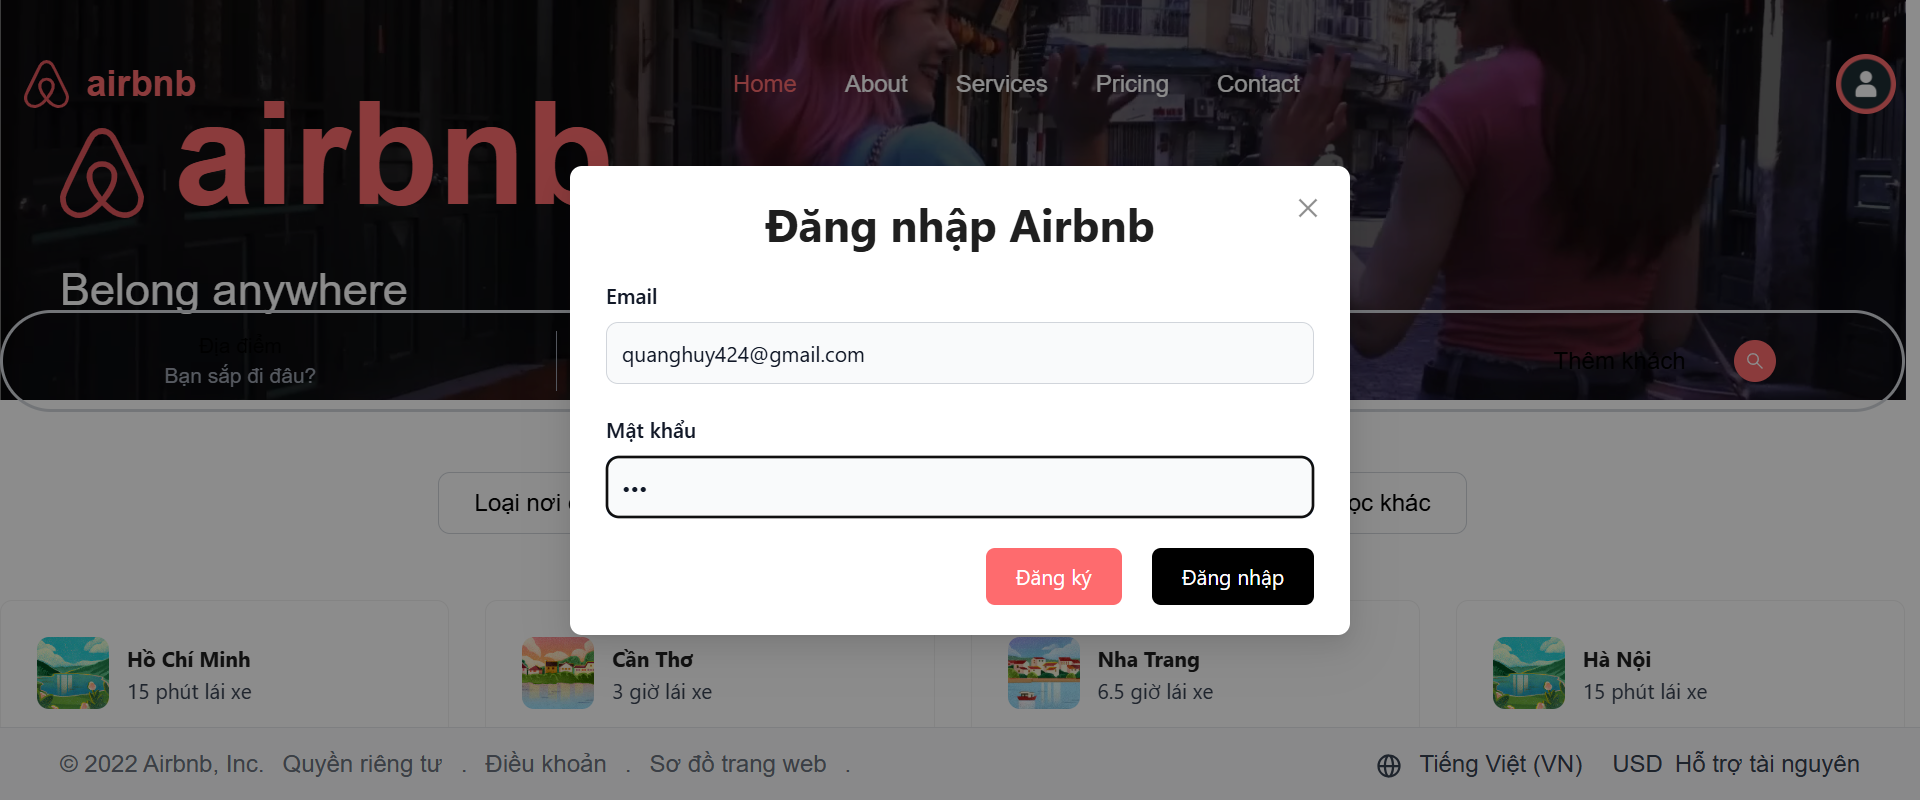 airbnb
Home About Services Pricing Contact
airbnb
Belong anywhere
Địa điểm
Bạn sắp đi đâu?
Thêm khách
Đăng nhập Airbnb
Email
quanghuy424@gmail.com
Mật khẩu
•••
Đăng ký Đăng nhập
Loại nơi
ọc khác
Hồ Chí Minh
15 phút lái xe
Cần Thơ
3 giờ lái xe
Nha Trang
6.5 giờ lái xe
Hà Nội
15 phút lái xe
© 2022 Airbnb, Inc. Quyền riêng tư . Điều khoản . Sơ đồ trang web . Tiếng Việt (VN) USD Hỗ trợ tài nguyên